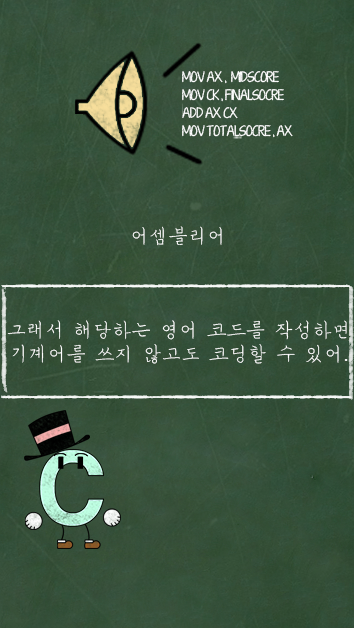 MOV AX, MIDSCORE
MOV CK, FINALSOCRE
ADD AX CX
MOV TOTALSOCRE, AX
어셈블리어
그래서 해당하는 영어 코드를 작성하면
기계어를 쓰지 않고도 코딩할 수 있어.
C